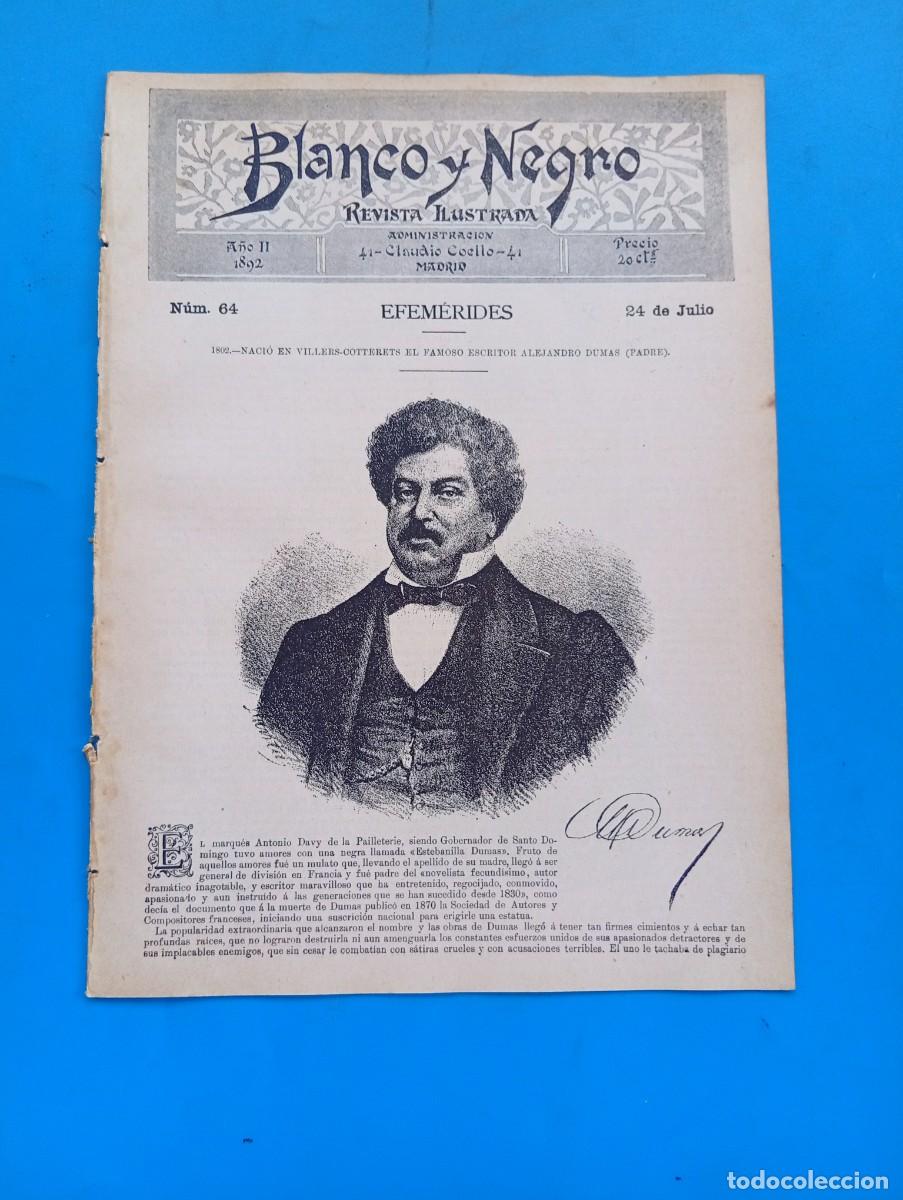 Blanco y Negro
REVISTA ILUSTRADA
Año II
1892
ADMINISTRACION
41-Claudio Coello-41
MADRID
Precio
20 cts
Núm. 64
EFEMÉRIDES
24 de Julio
1802.—NACIÓ EN VILLERS-COTTERETS EL FAMOSO ESCRITOR ALEJANDRO DUMAS (PADRE).
A Dumas
EL marqués Antonio Davy de la Pailleterie, siendo Gobernador de Santo Do-
mingo tuvo amores con una negra llamada «Estebanilla Dumas». Fruto de
aquellos amores fué un mulato que, llevando el apellido de su madre, llegó á ser
general de división en Francia y fué padre del «novelista fecundísimo, autor
dramático inagotable, y escritor maravilloso que ha entretenido, regocijado, conmovido,
apasionado y aun instruido á las generaciones que se han sucedido desde 1830», como
decía el documento que á la muerte de Dumas publicó en 1870 la Sociedad de Autores y
Compositores franceses, iniciando una suscrición nacional para erigirle una estatua.
La popularidad extraordinaria que alcanzaron el nombre y las obras de Dumas llegó á tener tan firmes cimientos y á echar tan
profundas raíces, que no lograron destruirla ni aun amenguarla los constantes esfuerzos unidos de sus apasionados detractores y de
sus implacables enemigos, que sin cesar le combatían con sátiras crueles y con acusaciones terribles. El uno le tachaba de plagiario
todocoleccion